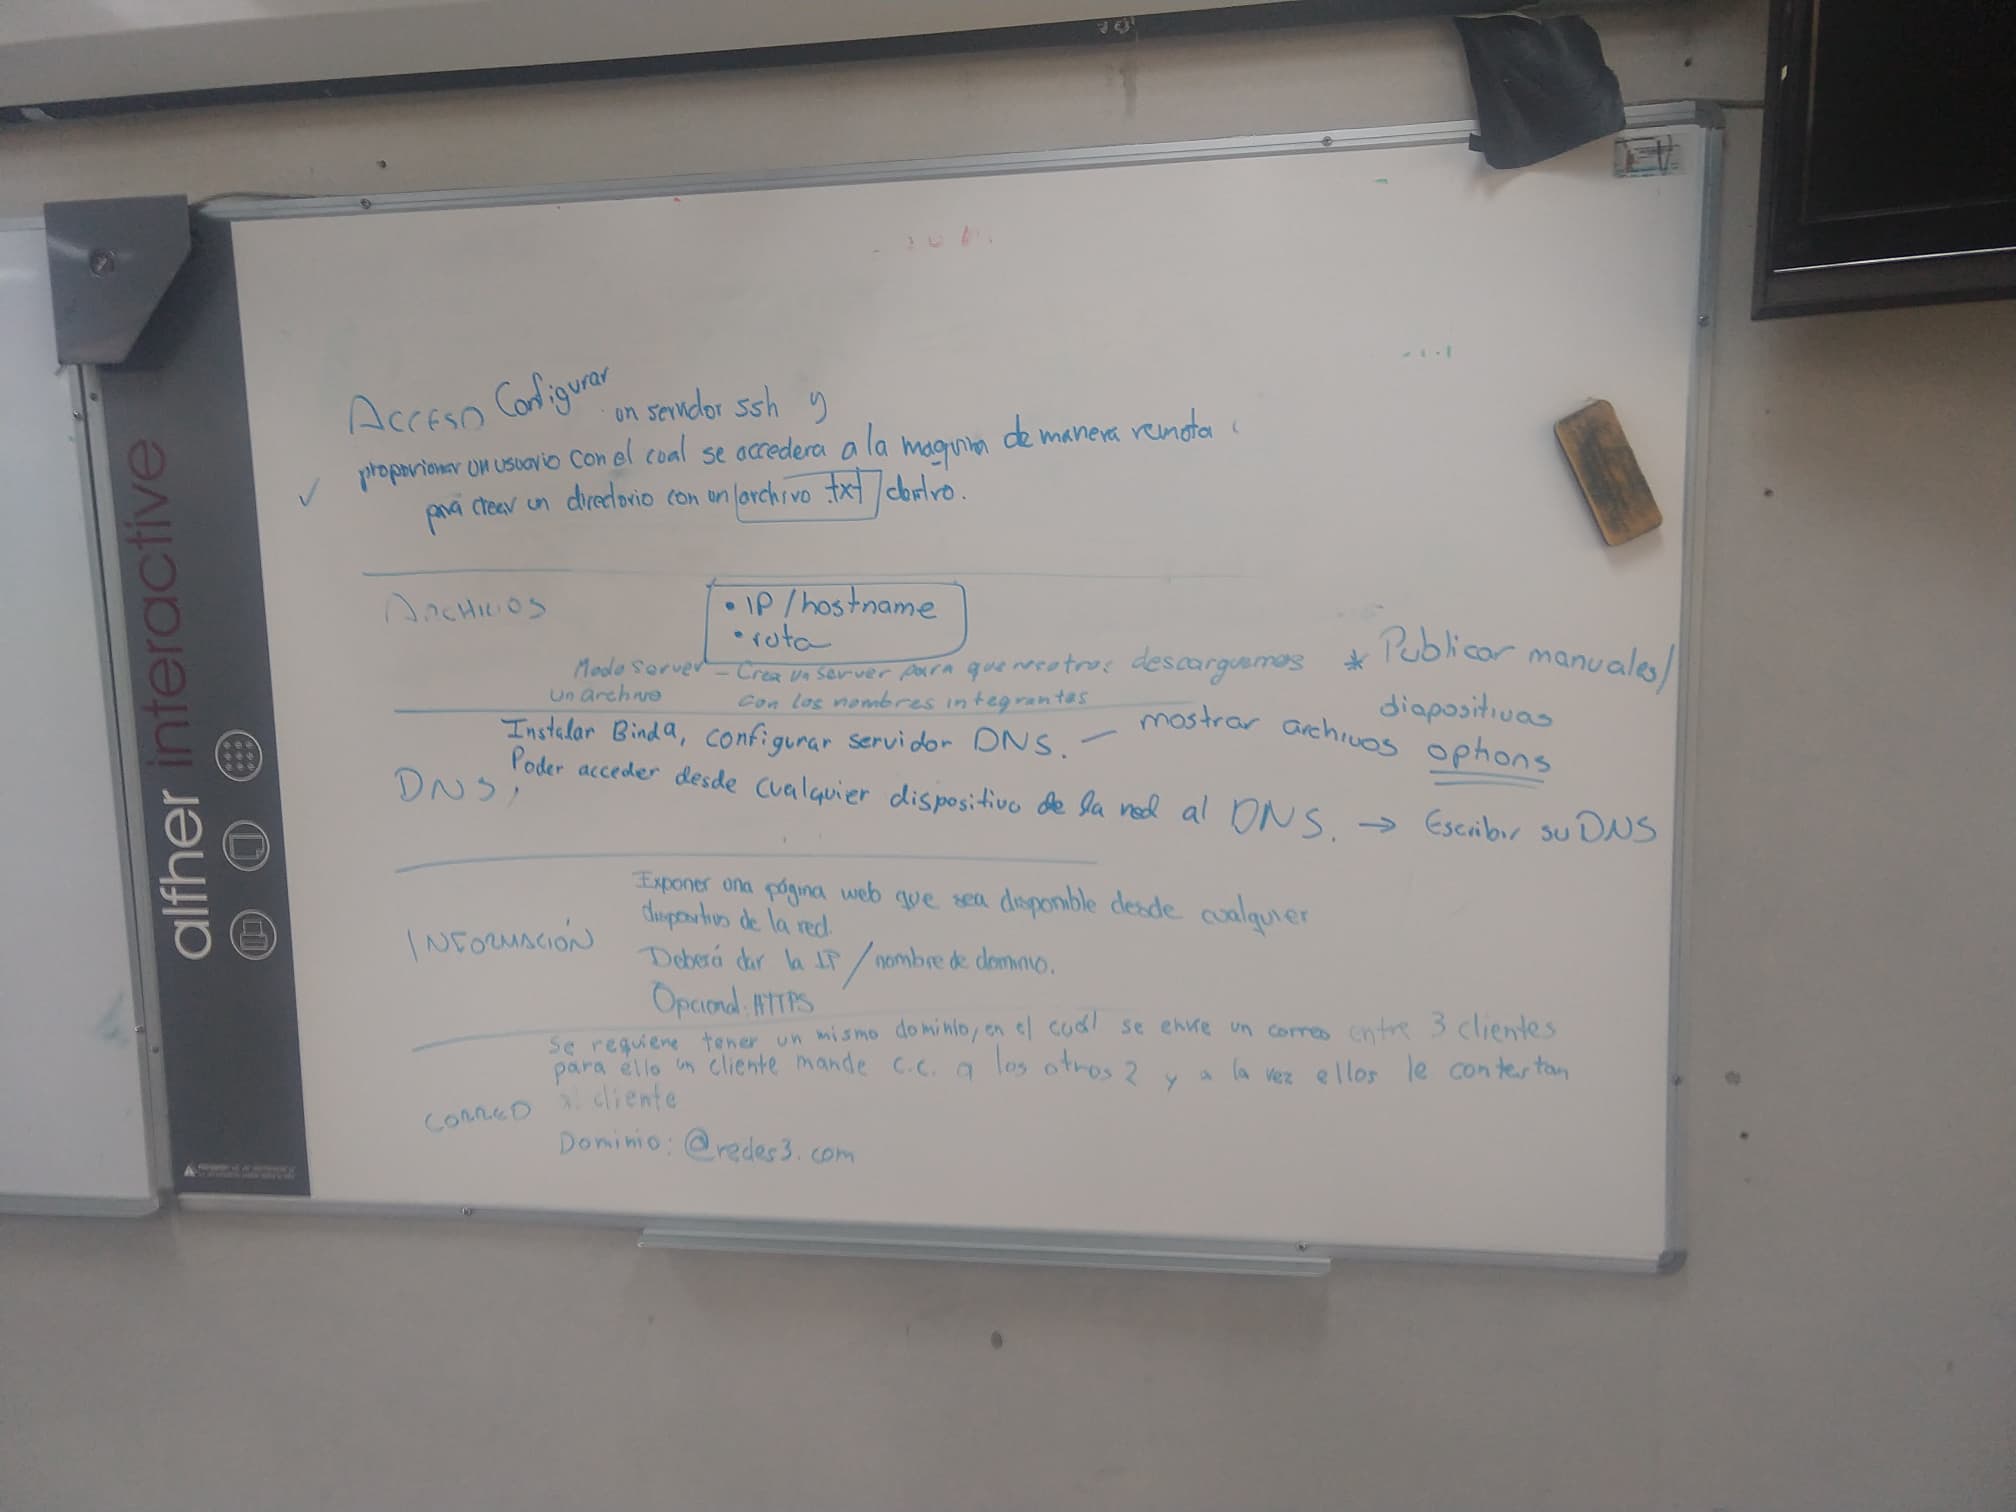 Acceso Configurar un servidor ssh y
proporcionar un usuario con el cual se accedera a la maquina de manera remota
para crear un directorio con un archivo .txt dentro.
Archivos
• IP / hostname
• ruta
Modo server - Crea un server para que nosotros descarguemos
un archivo con los nombres integrantes
* Publicar manuales/
diapositivas
Instalar Bind9, configurar servidor DNS. — mostrar archivos options
DNS,
Poder acceder desde cualquier dispositivo de la red al DNS. → Escribir su DNS
INFORMACIÓN
Exponer una página web que sea disponible desde cualquier
dispositivo de la red.
Deberá dar la IP / nombre de dominio.
Opcional: HTTPS
Correo
Se requiere tener un mismo dominio, en el cuál se envie un correo entre 3 clientes
para ello un cliente mande c.c. a los otros 2 y a la vez ellos le contestan
al cliente
Dominio: @redes3.com
alfher interactive